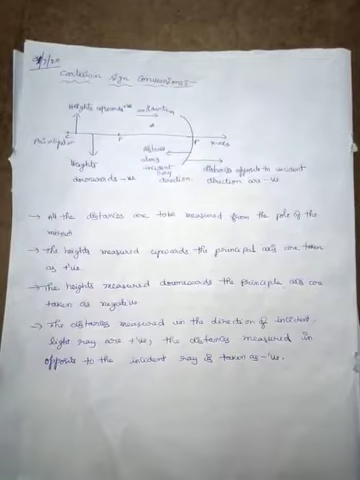 Cartesian sign conventions:-
Heights upwards +ve direction
C F P x-axis
Heights downwards -ve
distance along incident ray direction.
distances opposite to incident direction are -ve
→ All the distances are to be measured from the pole of the
mirror
→ The heights measured upwards the principal axis are taken
as +'ve.
→ The heights measured downwards the principle axis are
taken as negative
→ The distances measured in the direction of incident
light ray are +'ve, the distances measured in
opposite to the incident ray is taken as -'ve.